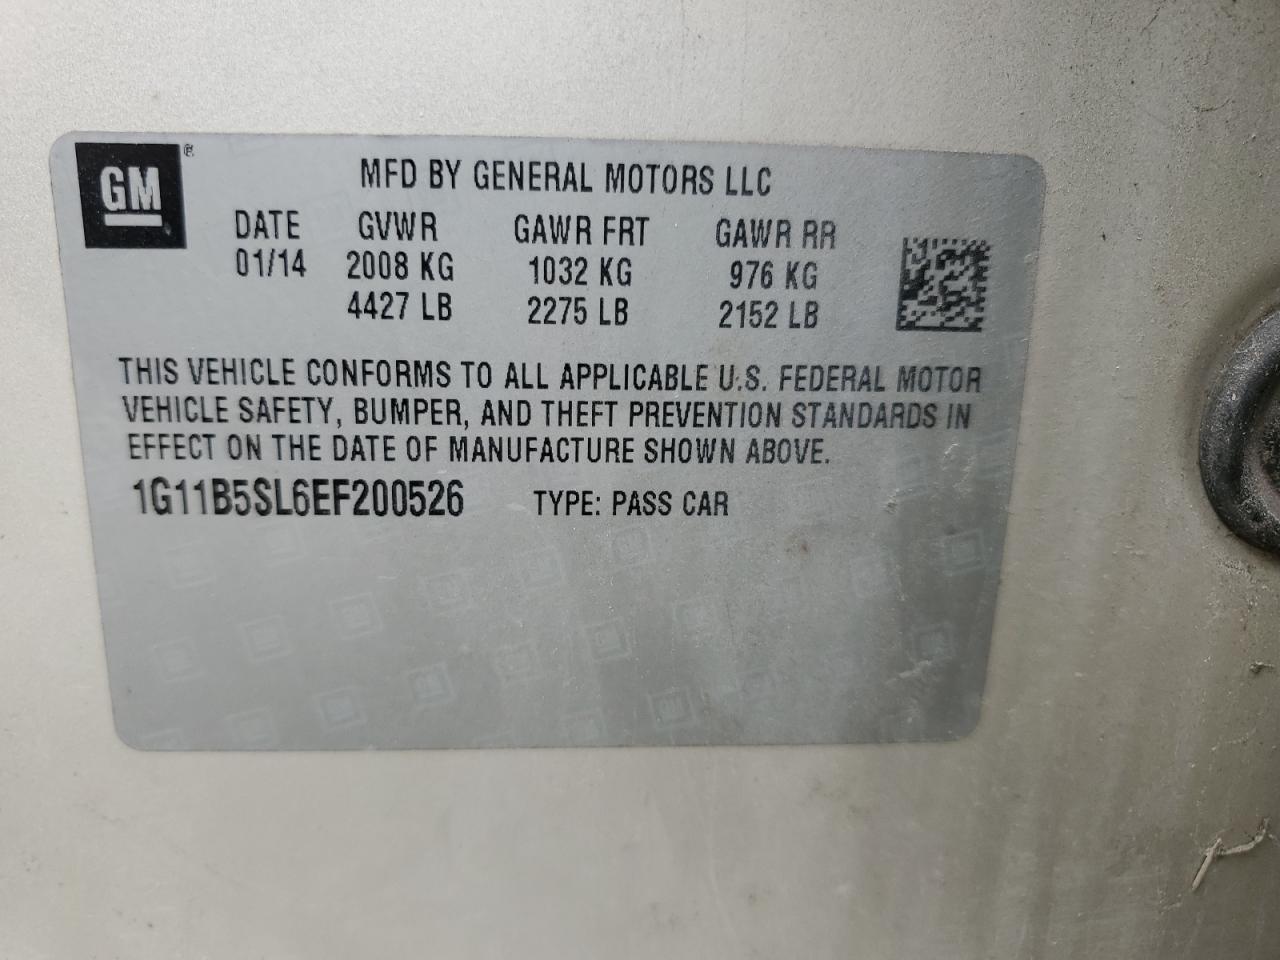 GM ®
MFD BY GENERAL MOTORS LLC
DATE GVWR GAWR FRT GAWR RR
01/14 2008 KG 1032 KG 976 KG
4427 LB 2275 LB 2152 LB
THIS VEHICLE CONFORMS TO ALL APPLICABLE U.S. FEDERAL MOTOR
VEHICLE SAFETY, BUMPER, AND THEFT PREVENTION STANDARDS IN
EFFECT ON THE DATE OF MANUFACTURE SHOWN ABOVE.
1G11B5SL6EF200526 TYPE: PASS CAR